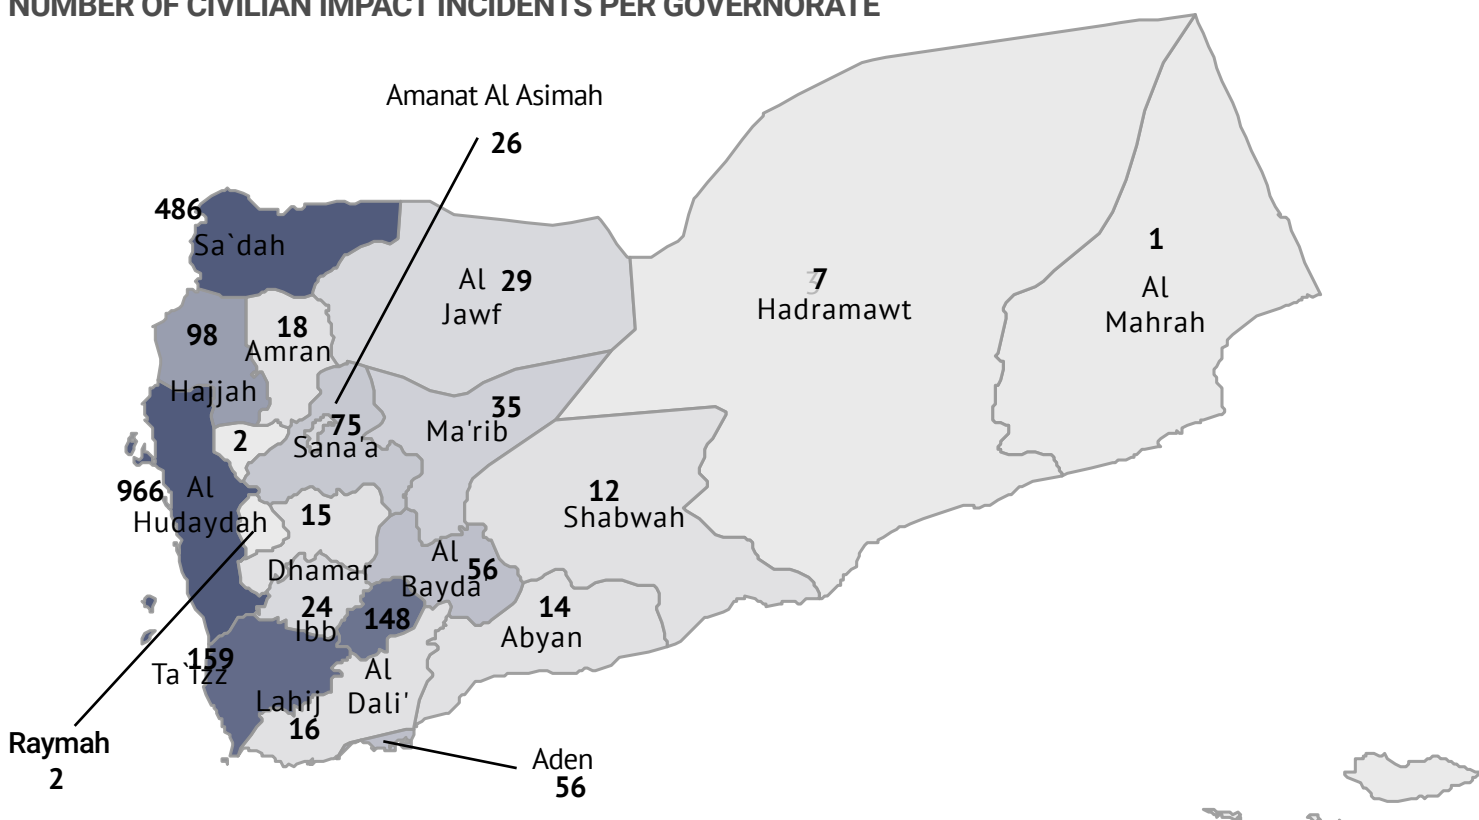 NUMBER OF CIVILIAN IMPACT INCIDENTS PER GOVERNORATE
Amanat Al Asimah
26
486
Sa`dah
Al 29
Jawf
1
Al
Mahrah
37
Hadramawt
98
18
Amran
Hajjah
35
Ma'rib
75
Sana'a
2
966 Al
Hudaydah
12
Shabwah
15
Dhamar
Al
56
Bayda'
24
Ibb
148
14
Abyan
159
Ta`izz
Al
Dali'
Lahij
16
Raymah
2
Aden
56